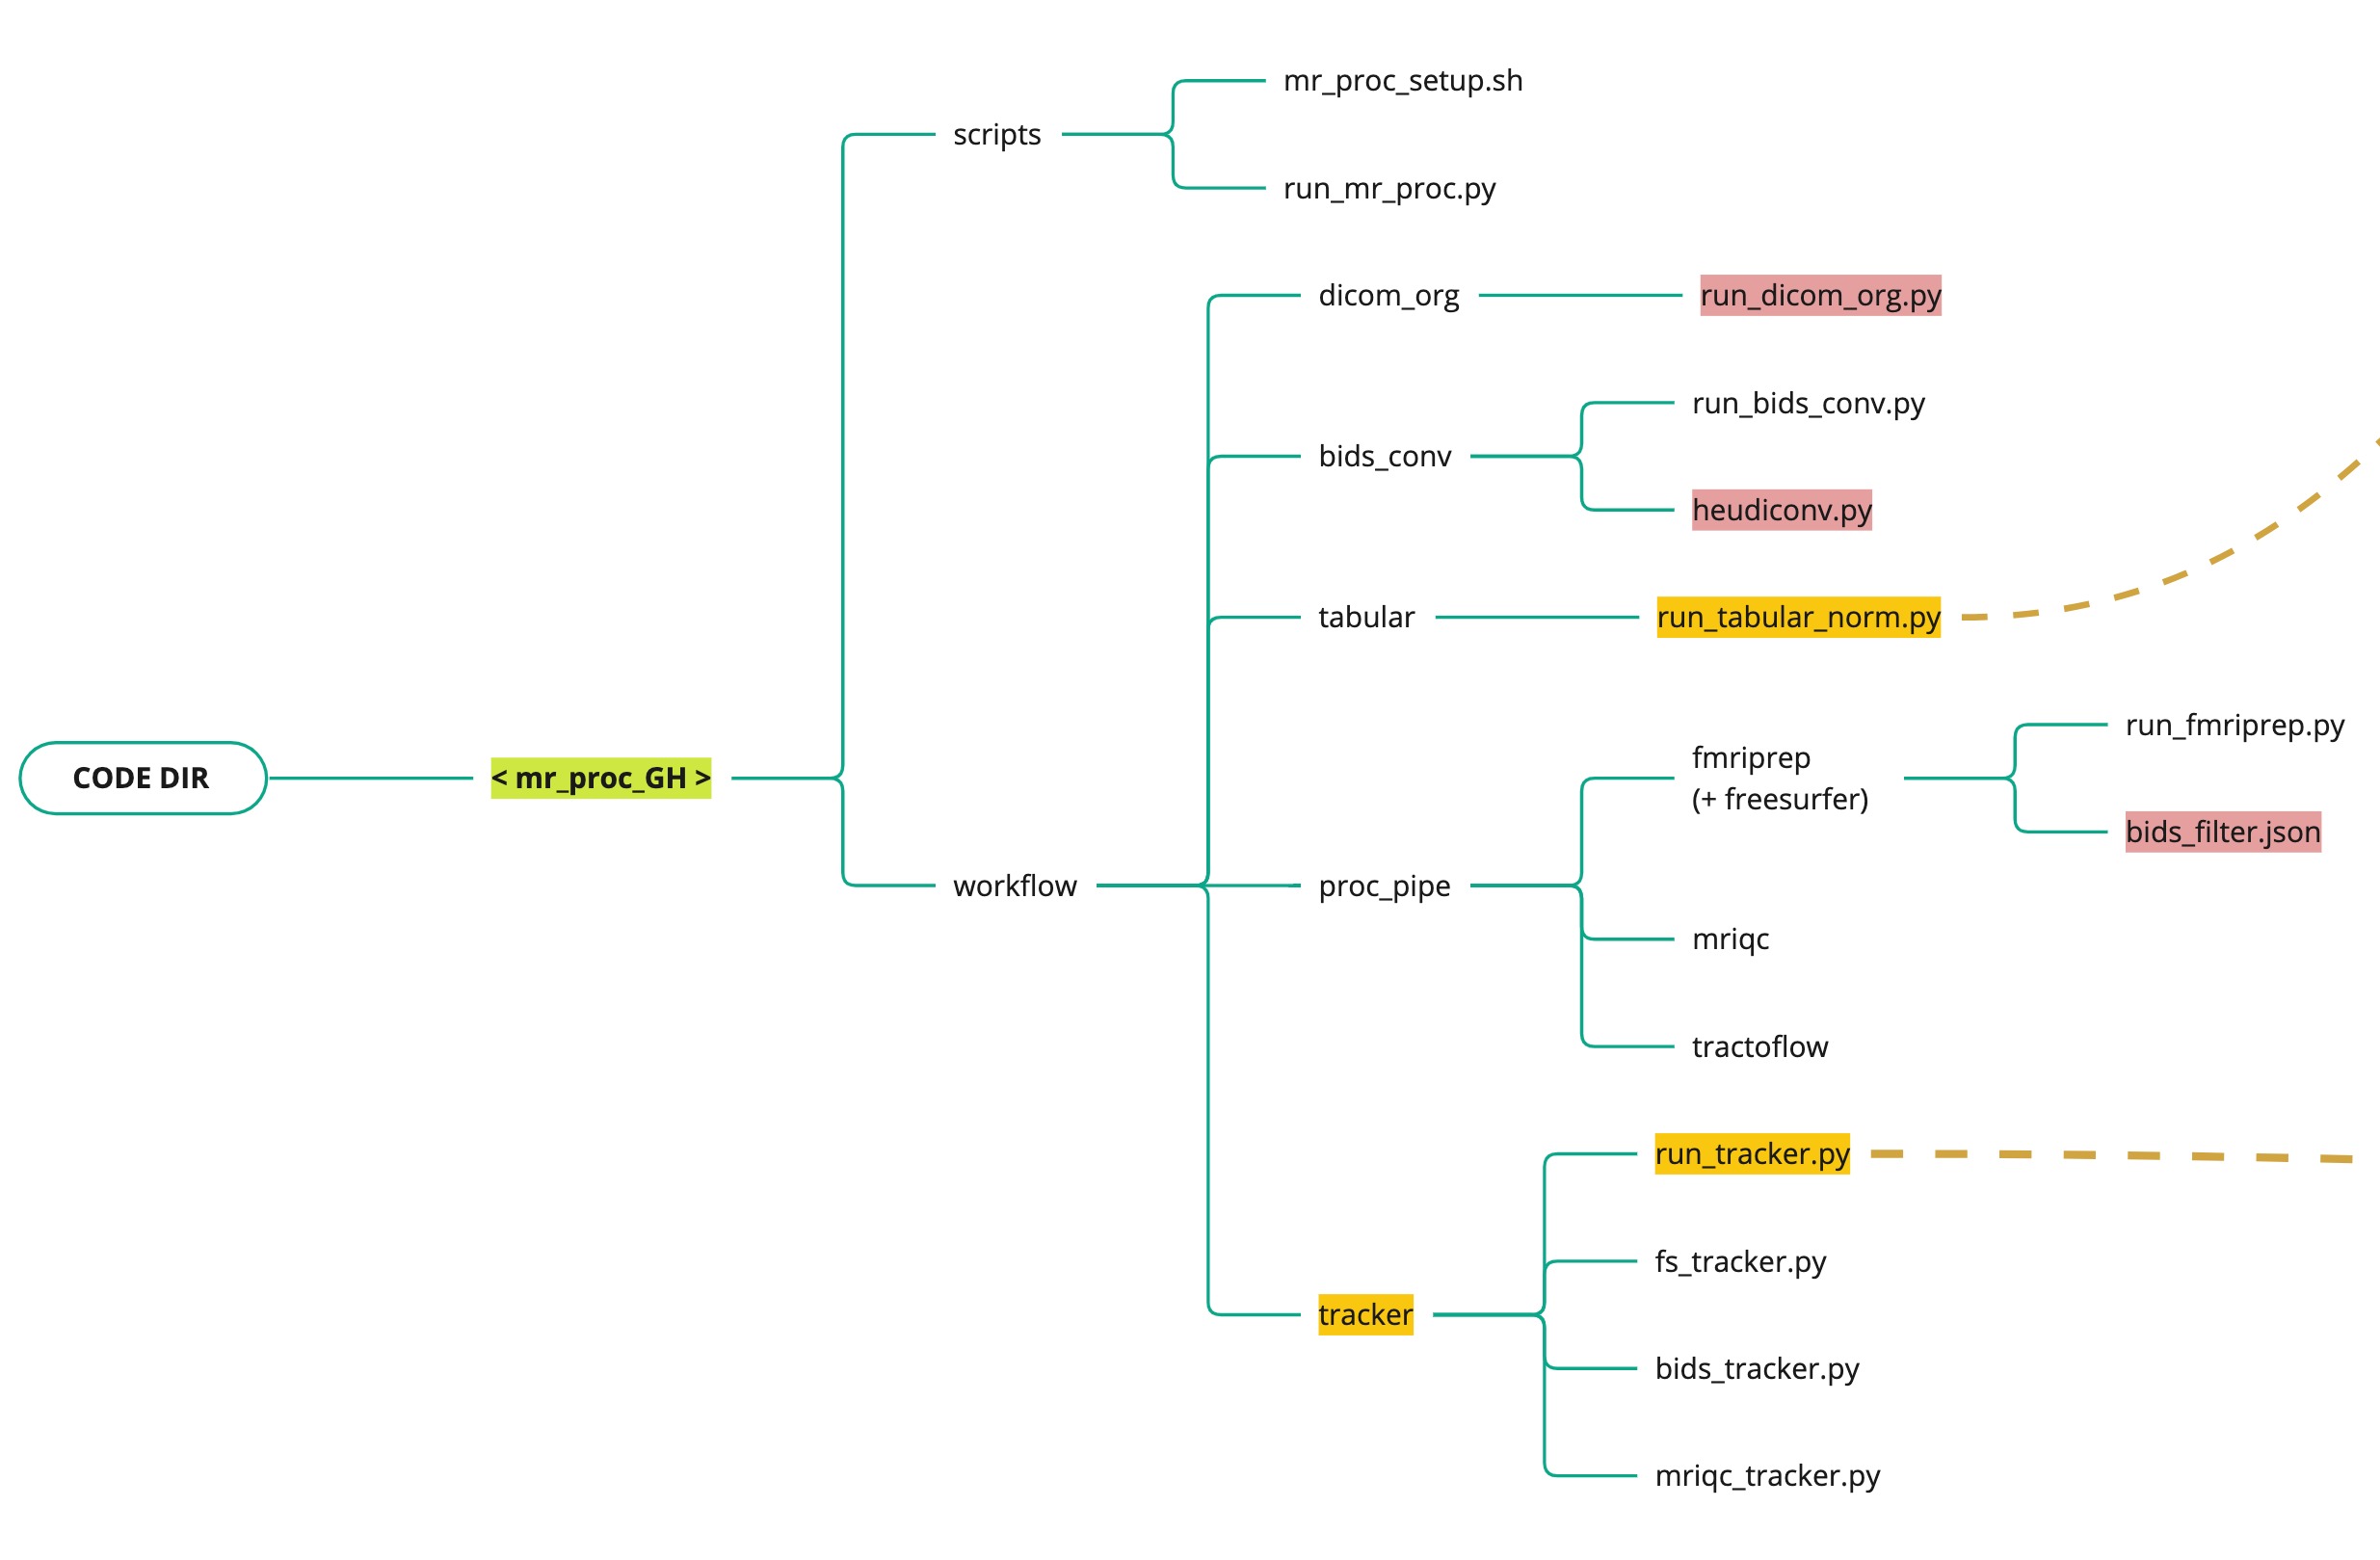 mr_proc_setup.sh
scripts
run_mr_proc.py
dicom_org
run_dicom_org.py
run_bids_conv.py
bids_conv
heudiconv.py
tabular
run_tabular_norm.py
run_fmriprep.py
fmriprep
(+ freesurfer)
CODE DIR
< mr_proc_GH >
bids_filter.json
workflow
proc_pipe
mriqc
tractoflow
run_tracker.py
fs_tracker.py
tracker
bids_tracker.py
mriqc_tracker.py